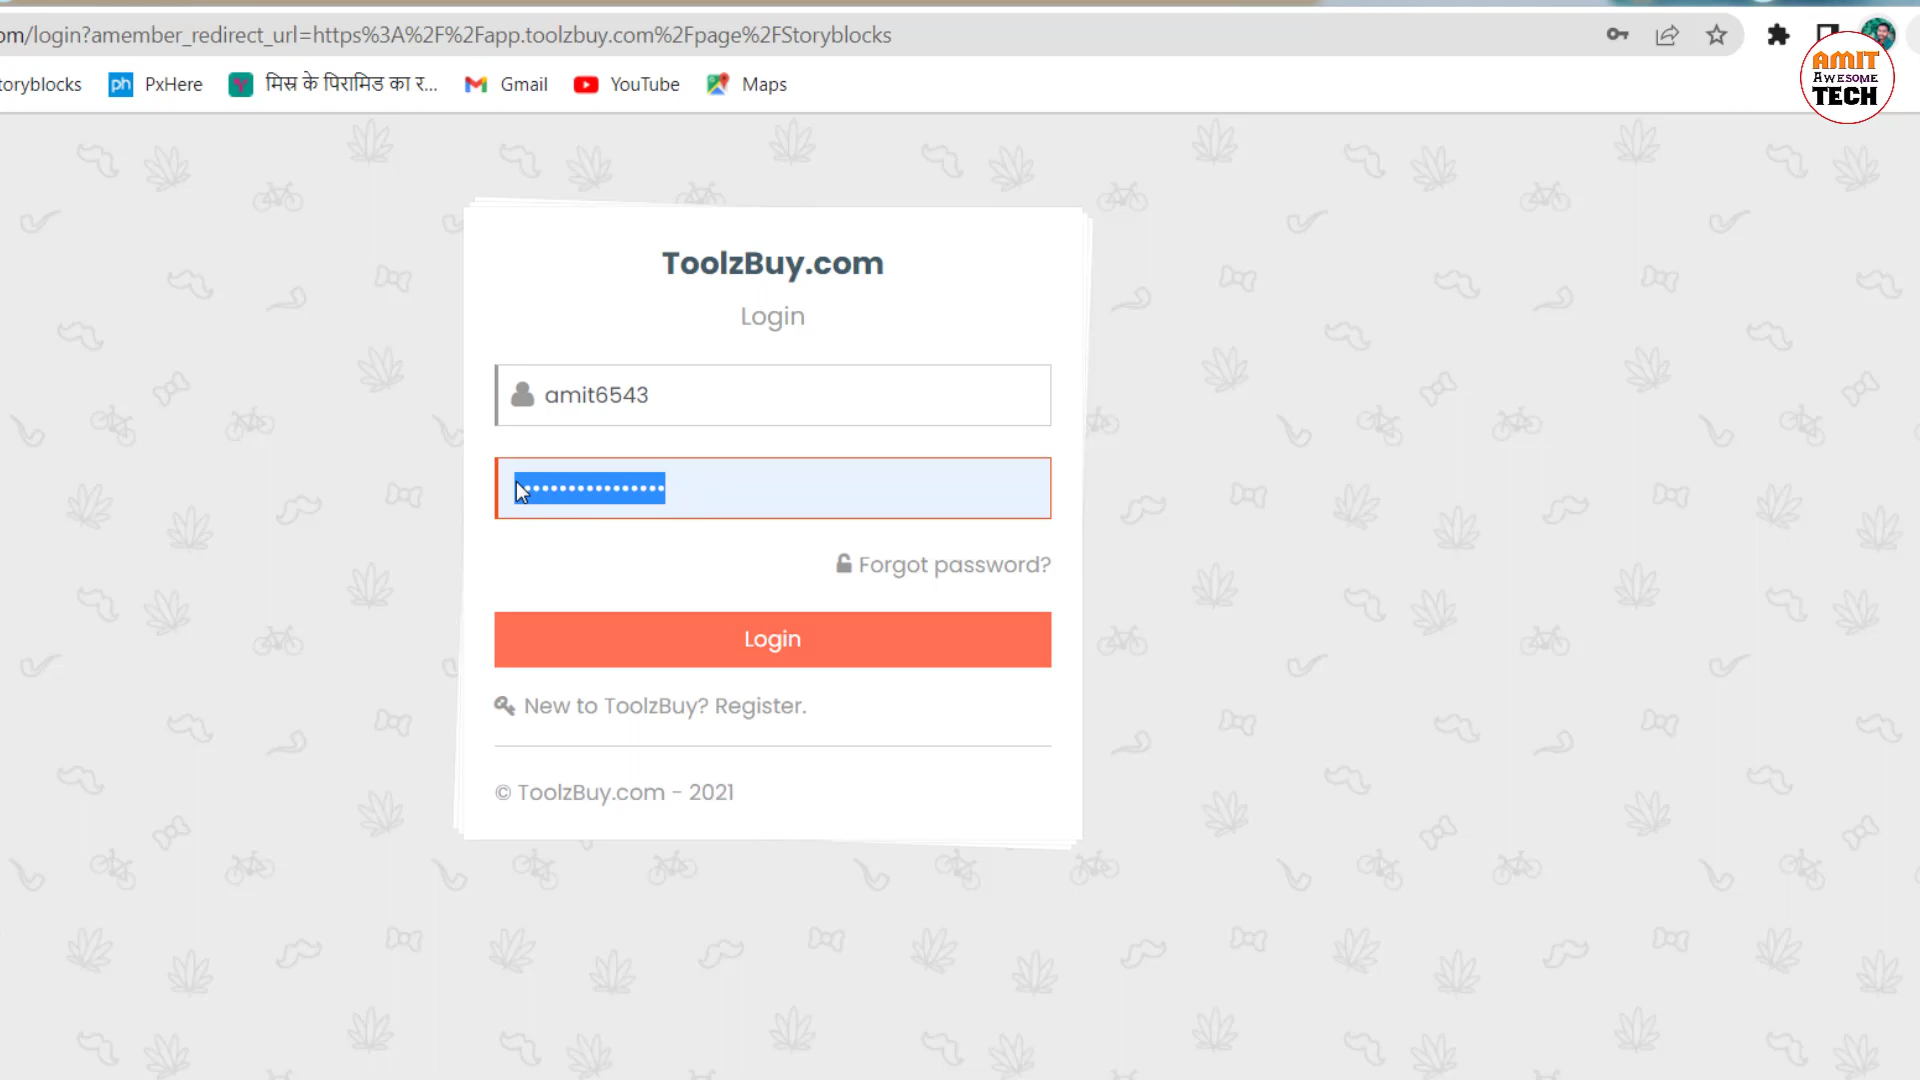 om/login?amember_redirect_url=https%3A%2F%2Fapp.toolzbuy.com%2Fpage%2FStoryblocks
toryblocks ph PxHere मिस्र के पिरामिड का र... Gmail YouTube Maps
AMIT
AWESOME
TECH
ToolzBuy.com
Login
amit6543
Forgot password?
Login
New to ToolzBuy? Register.
© ToolzBuy.com - 2021